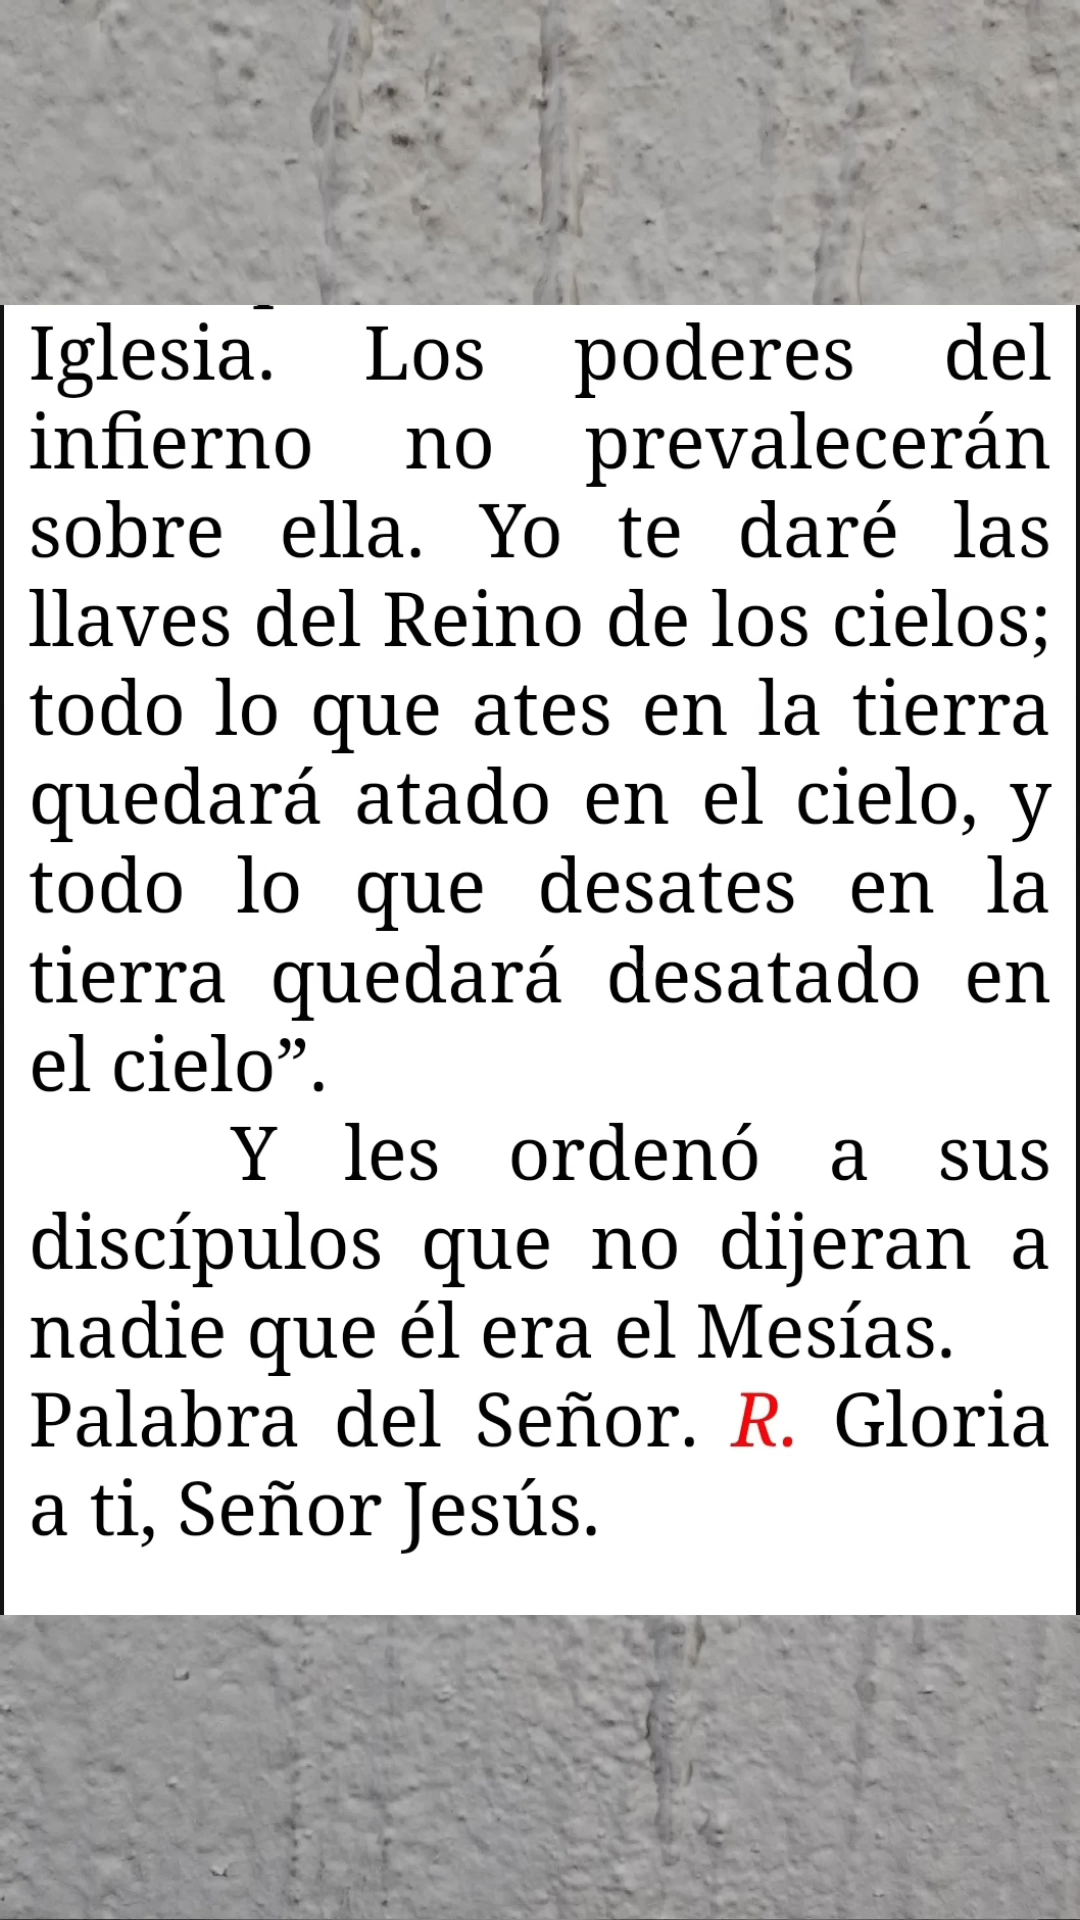 Iglesia. Los poderes del
infierno no prevalecerán
sobre ella. Yo te daré las
llaves del Reino de los cielos;
todo lo que ates en la tierra
quedará atado en el cielo, y
todo lo que desates en la
tierra quedará desatado en
el cielo”.
Y les ordenó a sus
discípulos que no dijeran a
nadie que él era el Mesías.
Palabra del Señor. R. Gloria
a ti, Señor Jesús.